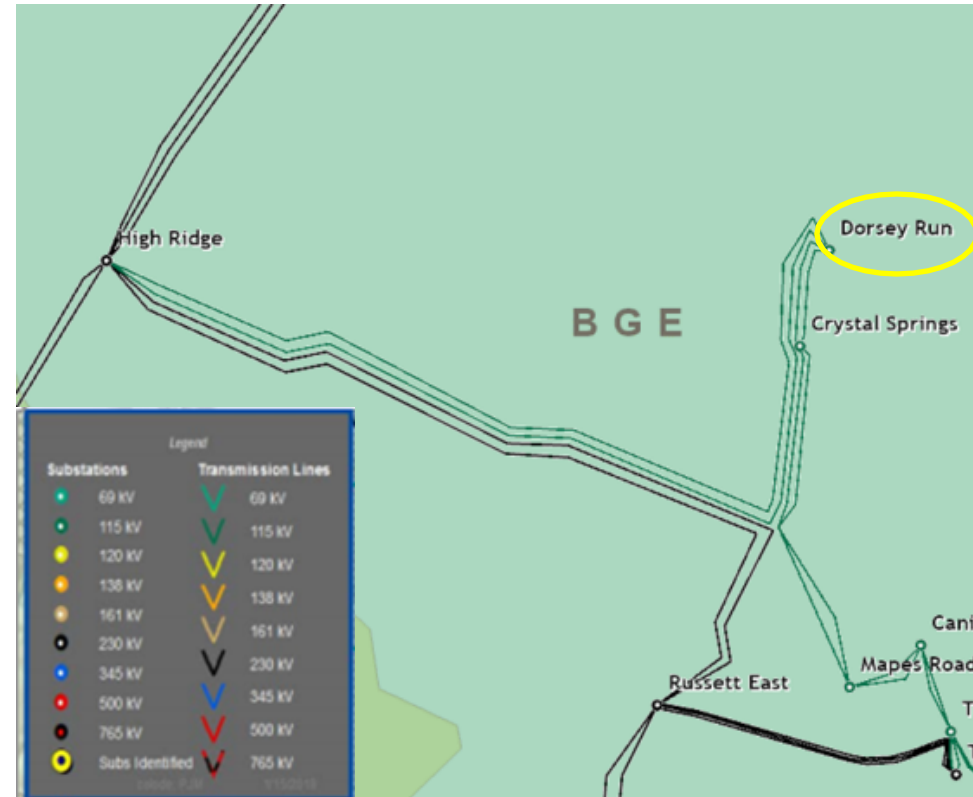 High Ridge
Dorsey Run
B G E
Crystal Springs
Cani
Mapes Road
Russett East
T
T
Legend
Substations Transmission Lines
69 kV 69 kV
115 kV 115 kV
120 kV 120 kV
138 kV 138 kV
161 kV 161 kV
230 kV 230 kV
345 kV 345 kV
500 kV 500 kV
765 kV 765 kV
Subs Identified